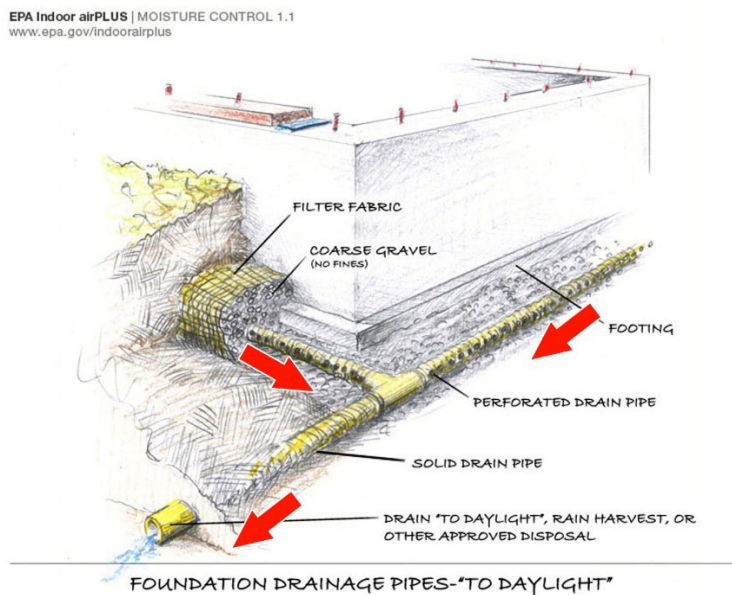 EPA Indoor airPLUS | MOISTURE CONTROL 1.1
www.epa.gov/indoorairplus
FILTER FABRIC
COARSE GRAVEL
(NO FINES)
FOOTING
PERFORATED DRAIN PIPE
SOLID DRAIN PIPE
DRAIN "TO DAYLIGHT", RAIN HARVEST, OR
OTHER APPROVED DISPOSAL
FOUNDATION DRAINAGE PIPES-"TO DAYLIGHT"